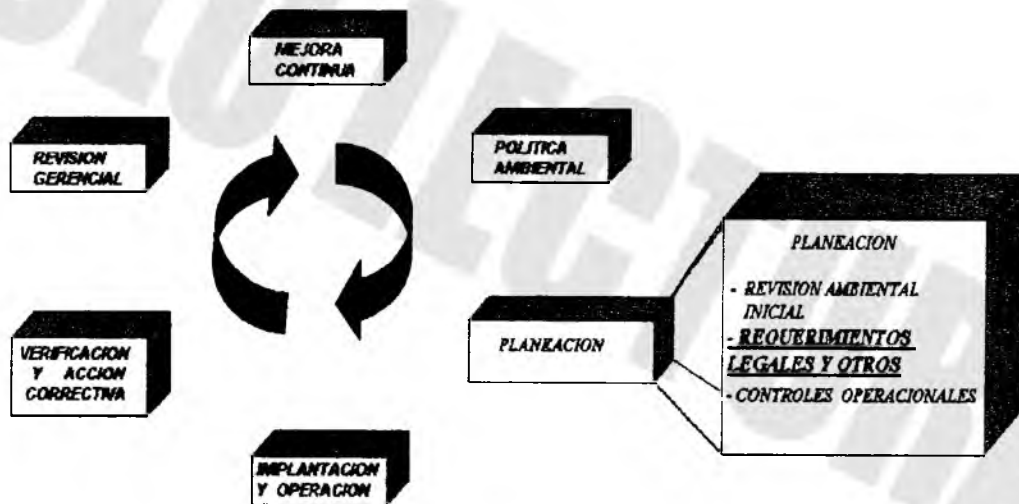 MEJORA
CONTINUA
POLITICA
AMBIENTAL
REVISION
GERENCIAL
PLANEACION
- REVISION AMBIENTAL
INICIAL
- REQUERIMIENTOS
LEGALES Y OTROS
- CONTROLES OPERACIONALES
PLANEACION
VERIFICACION
Y ACCION
CORRECTIVA
IMPLANTACION
Y OPERACION